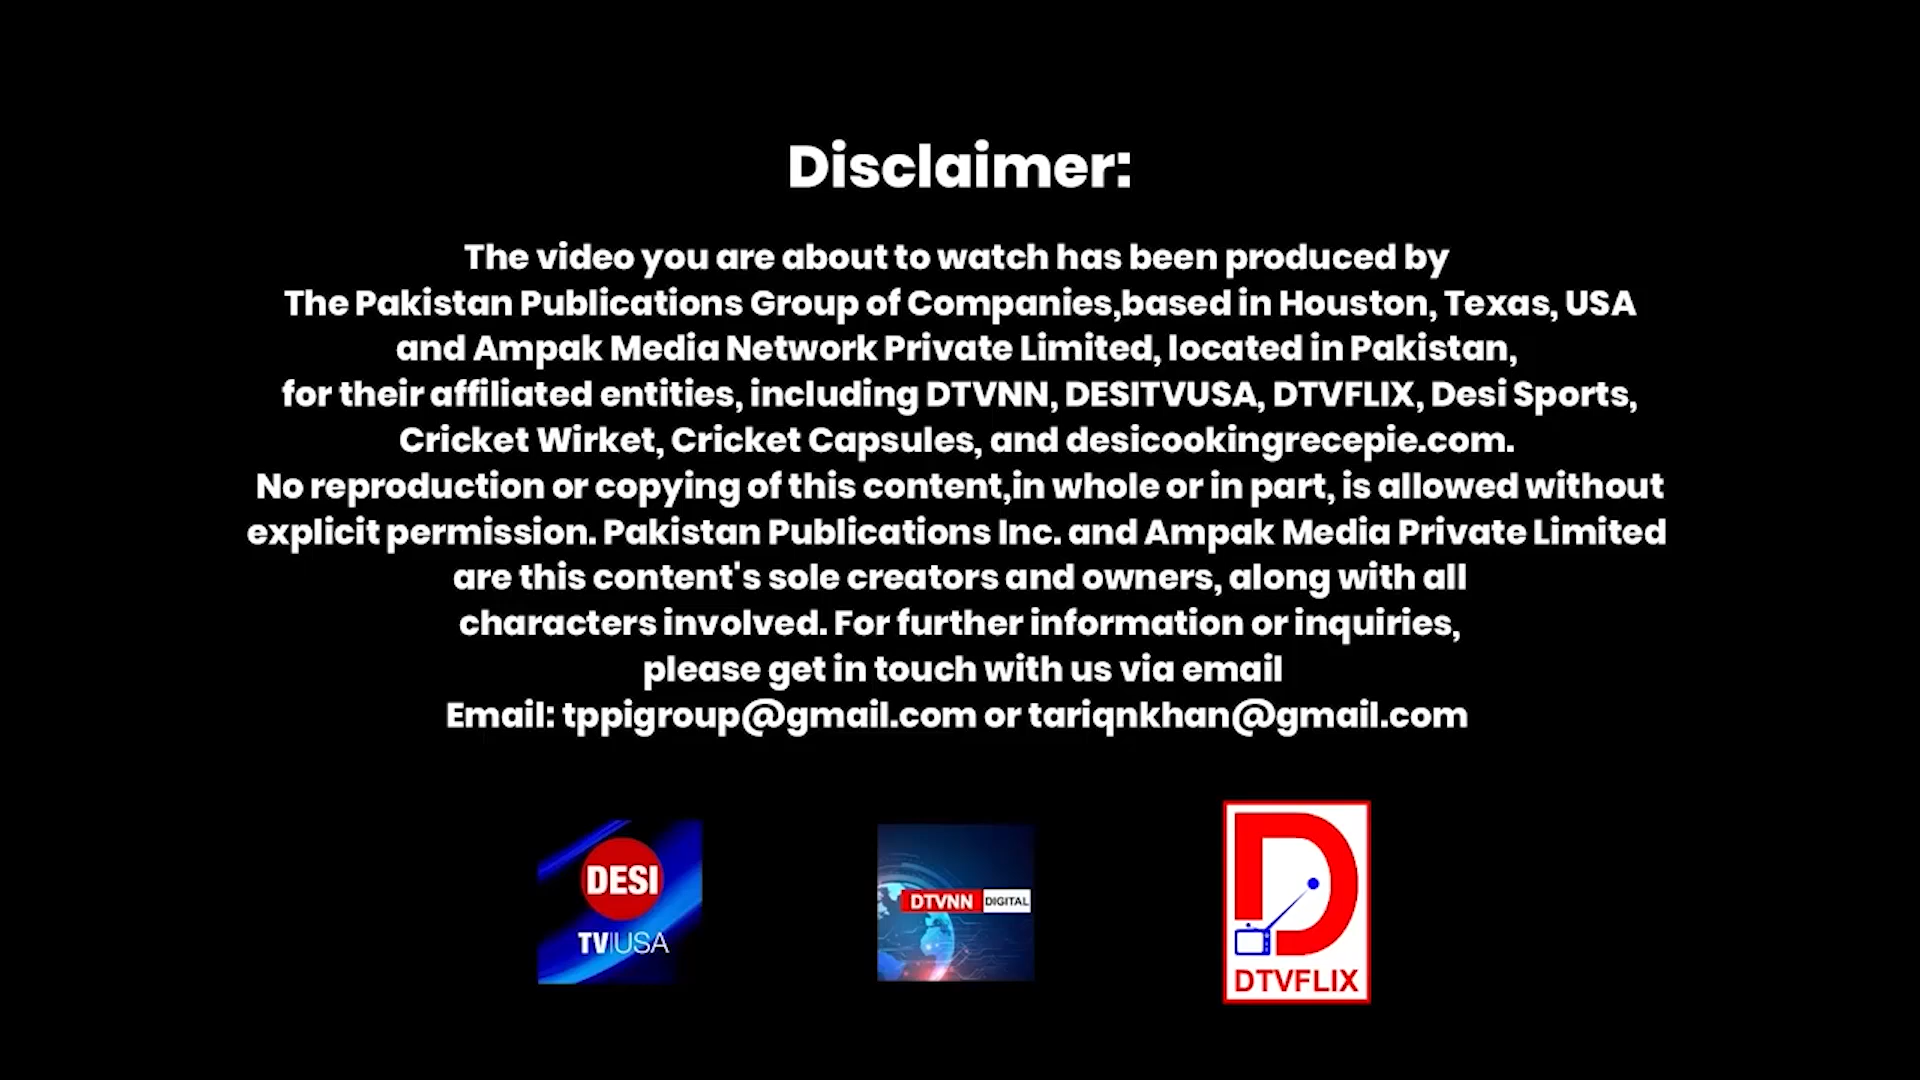 Disclaimer:
The video you are about to watch has been produced by
The Pakistan Publications Group of Companies,based in Houston, Texas, USA
and Ampak Media Network Private Limited, located in Pakistan,
for their affiliated entities, including DTVNN, DESITVUSA, DTVFLIX, Desi Sports,
Cricket Wirket, Cricket Capsules, and desicookingrecepie.com.
No reproduction or copying of this content,in whole or in part, is allowed without
explicit permission. Pakistan Publications Inc. and Ampak Media Private Limited
are this content's sole creators and owners, along with all
characters involved. For further information or inquiries,
please get in touch with us via email
Email: tppigroup@gmail.com or tariqnkhan@gmail.com
DESI
TV|USA
DTVNN DIGITAL
D
DTVFLIX